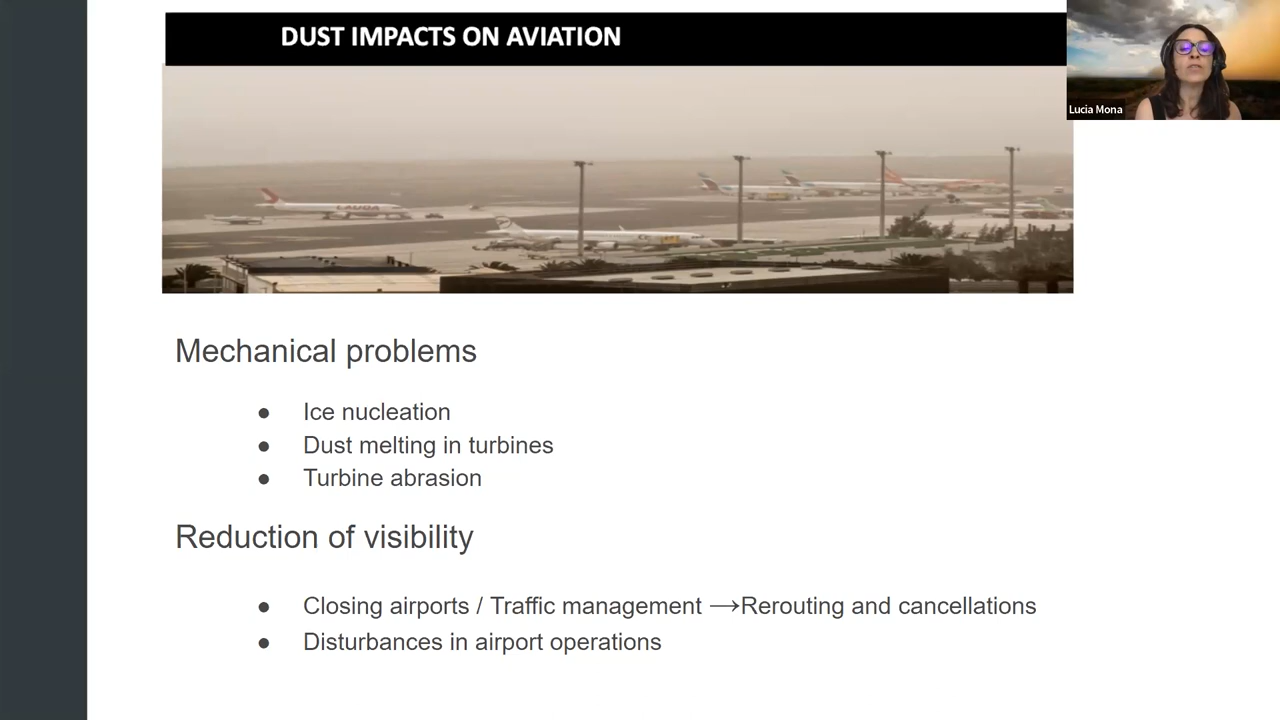 DUST IMPACTS ON AVIATION
Lucia Mona
LAUDA
Mechanical problems
● Ice nucleation
● Dust melting in turbines
● Turbine abrasion
Reduction of visibility
● Closing airports / Traffic management →Rerouting and cancellations
● Disturbances in airport operations